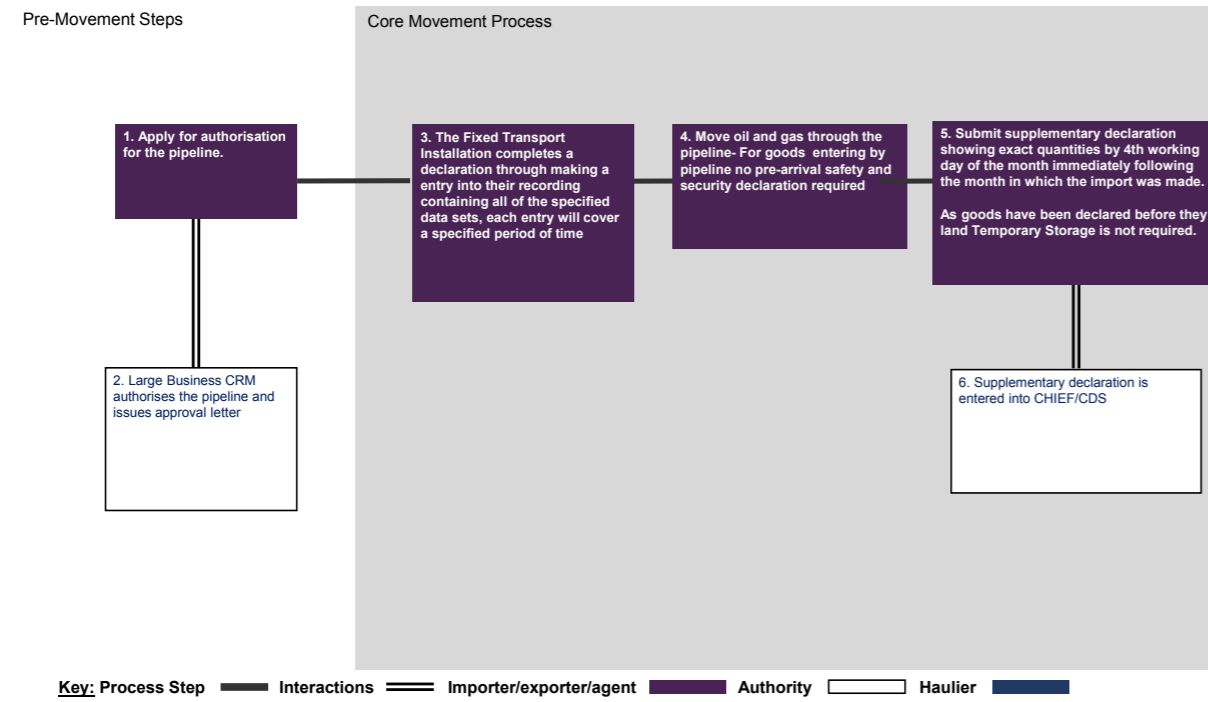 Pre-Movement Steps
Core Movement Process
1. Apply for authorisation
for the pipeline.
2. Large Business CRM
authorises the pipeline and
issues approval letter
3. The Fixed Transport
Installation completes a
declaration through making a
entry into their recording
containing all of the specified
data sets, each entry will cover
a specified period of time
4. Move oil and gas through the
pipeline- For goods entering by
pipeline no pre-arrival safety and
security declaration required
5. Submit supplementary declaration
showing exact quantities by 4th working
day of the month immediately following
the month in which the import was made.
As goods have been declared before they
land Temporary Storage is not required.
6. Supplementary declaration is
entered into CHIEF/CDS
Key: Process Step Interactions Importer/exporter/agent Authority Haulier